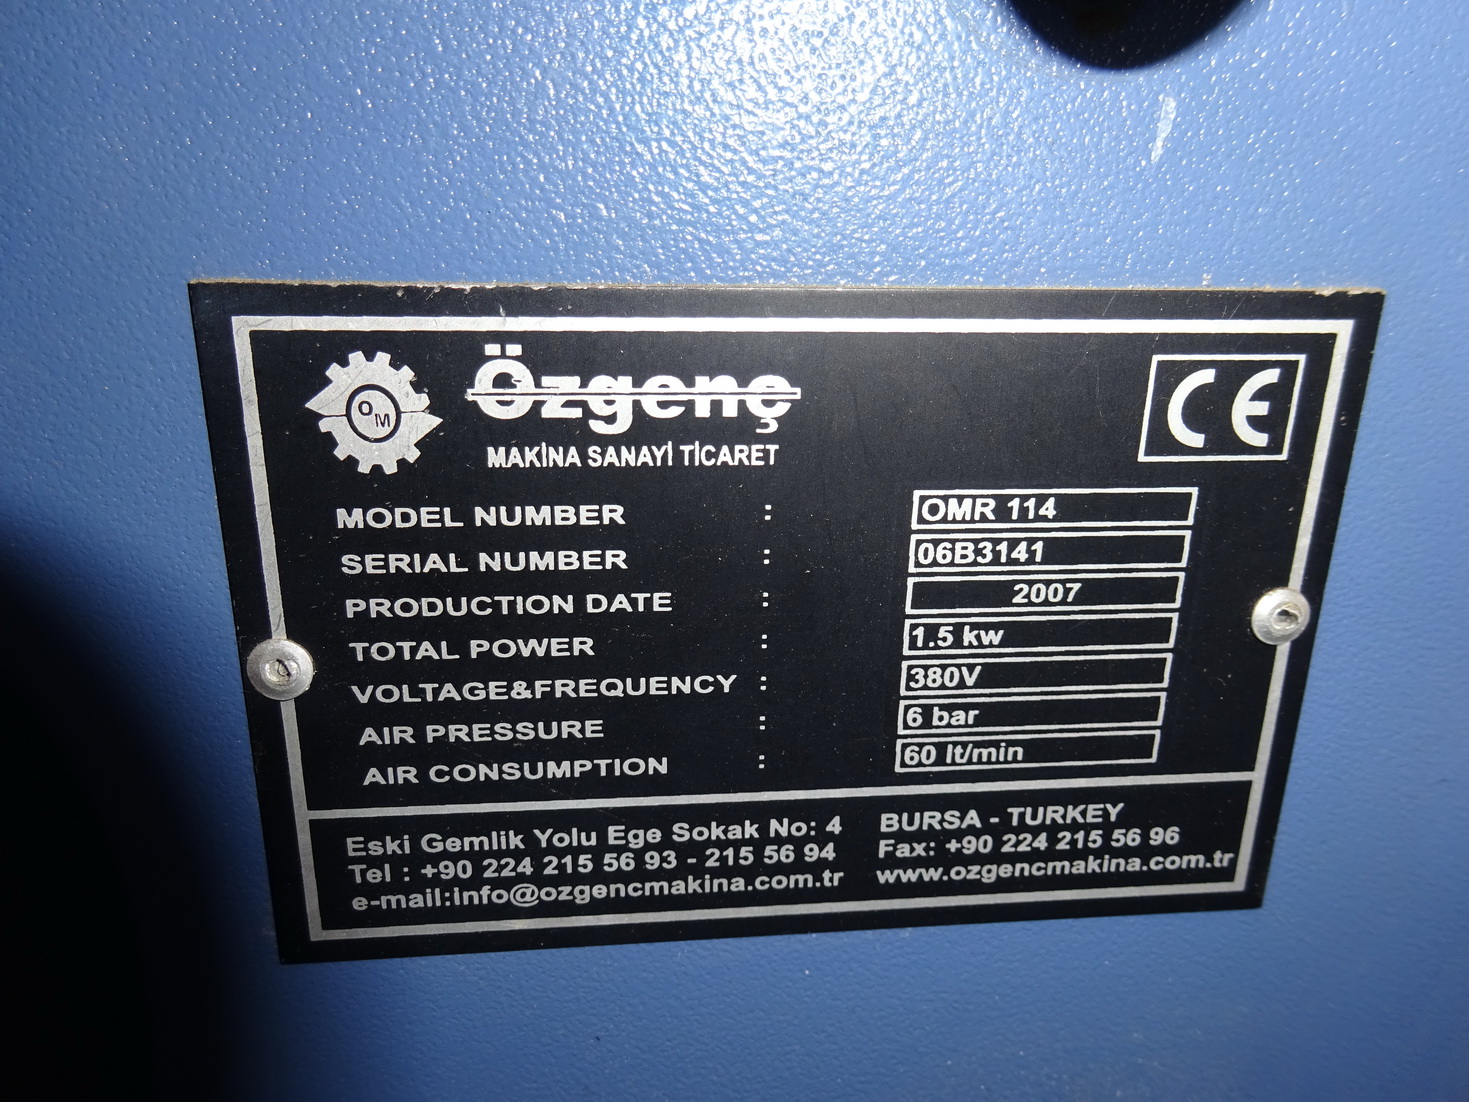 OM
Özgenç
MAKİNA SANAYİ TİCARET
CE
MODEL NUMBER : OMR 114
SERIAL NUMBER : 06B3141
PRODUCTION DATE : 2007
TOTAL POWER : 1.5 kw
VOLTAGE&FREQUENCY : 380V
AIR PRESSURE : 6 bar
AIR CONSUMPTION : 60 lt/min
Eski Gemlik Yolu Ege Sokak No: 4 BURSA - TURKEY
Tel : +90 224 215 56 93 - 215 56 94 Fax: +90 224 215 56 96
e-mail:info@ozgencmakina.com.tr www.ozgencmakina.com.tr